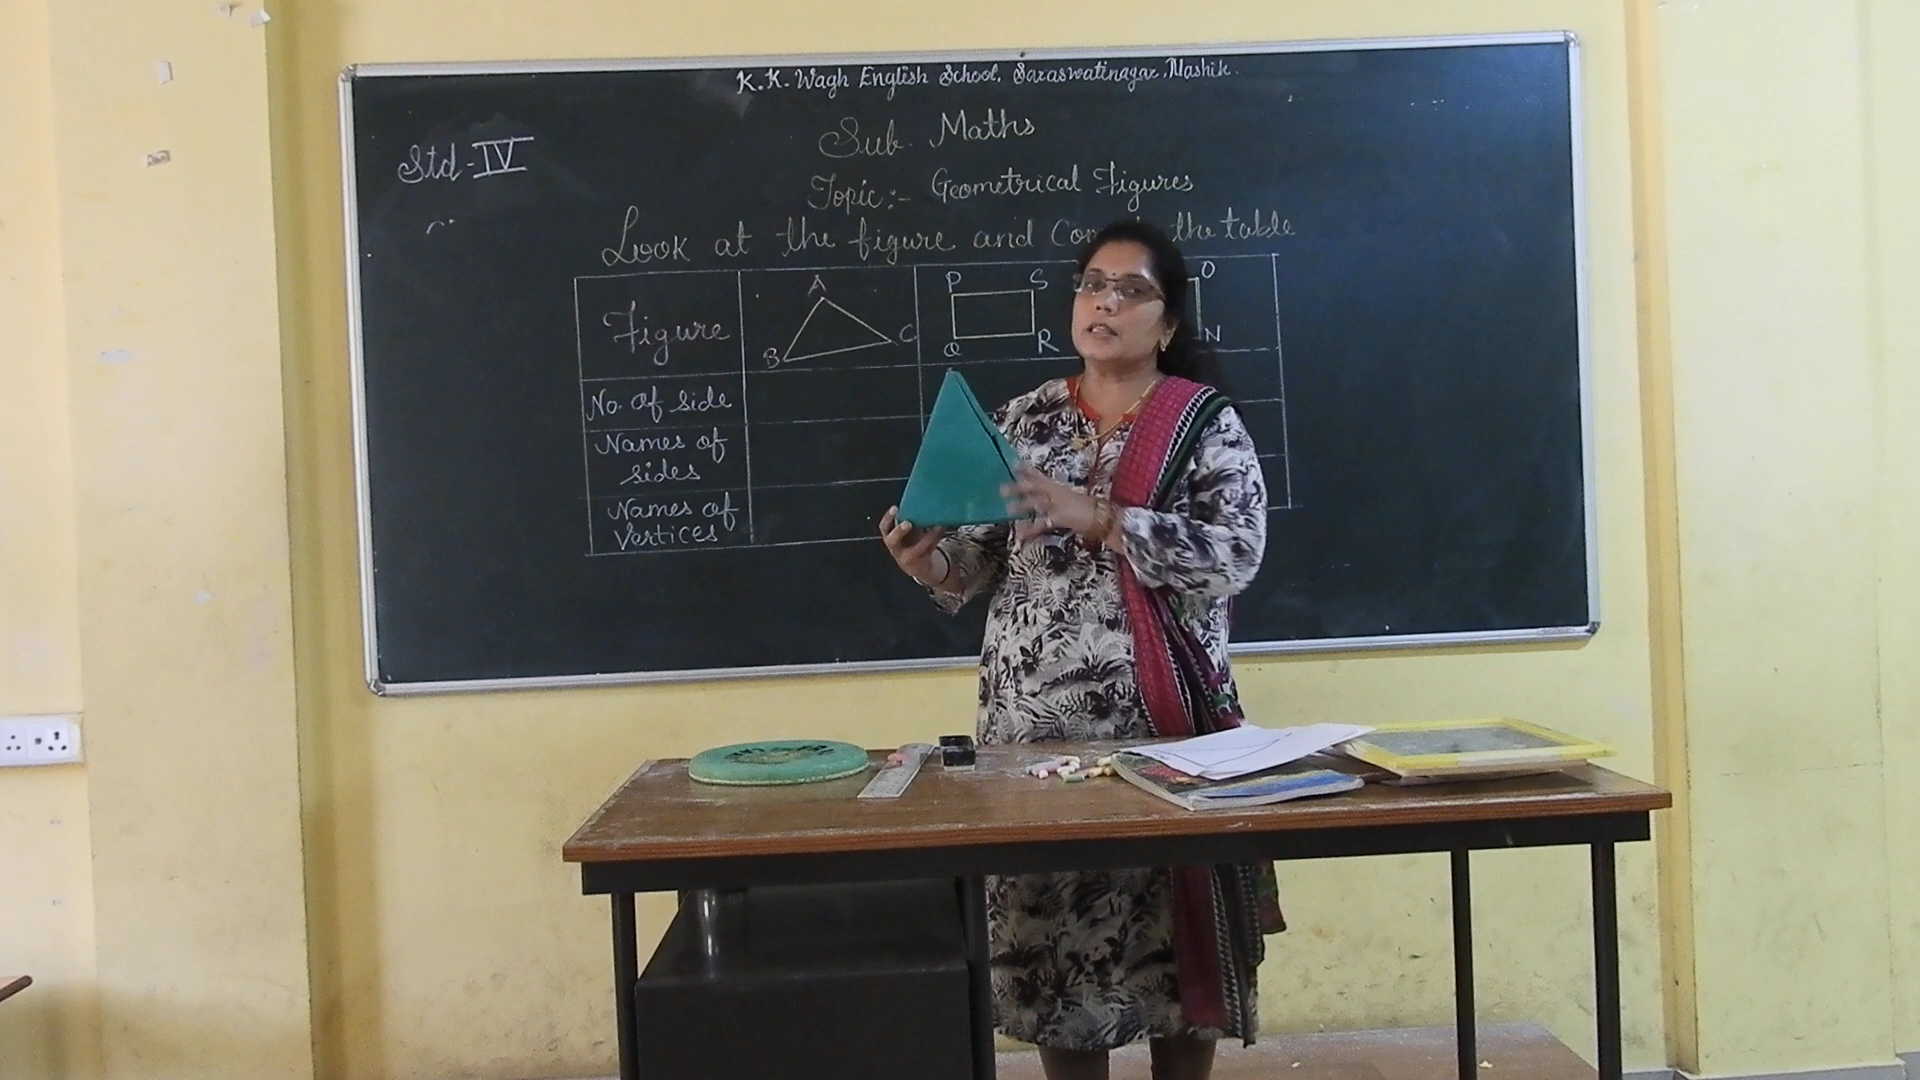 K.K. Wagh English School, Saraswatinagar, Nashik.
Std - IV
Sub. Maths
Topic:- Geometrical Figures
Look at the figure and the table
Figure
A
B
C
P
S
Q
R
O
N
No. of side
Names of
sides
Names of
Vertices